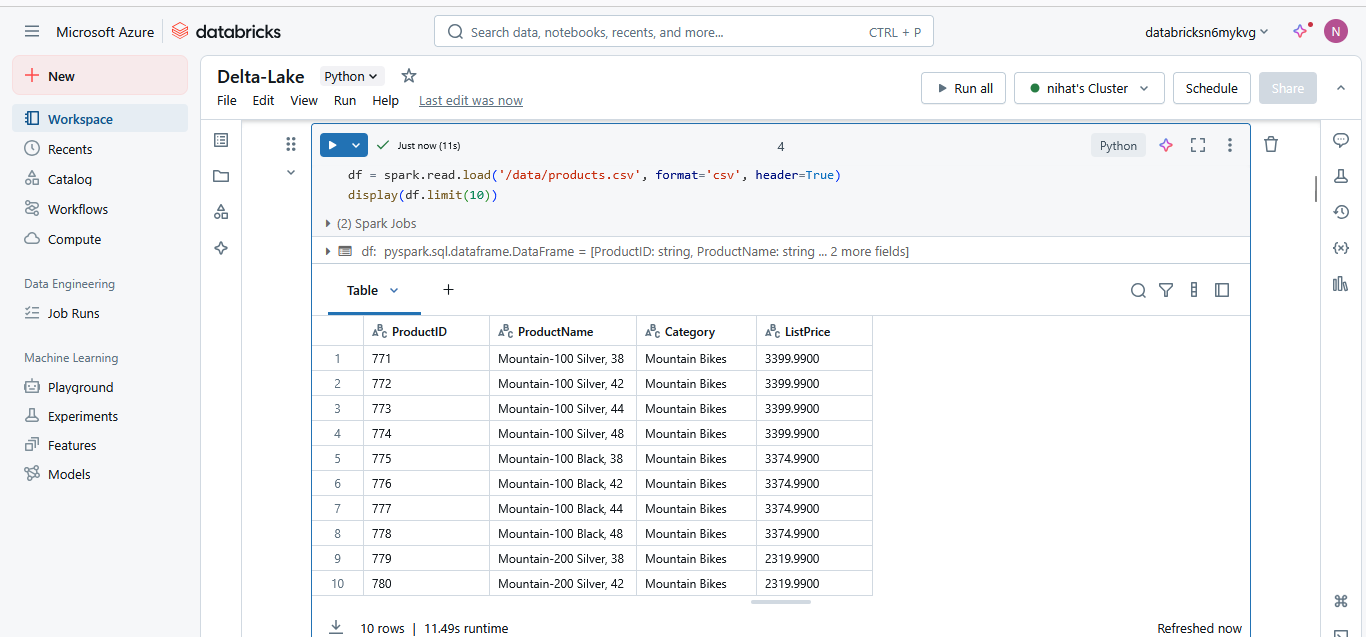 Microsoft Azure databricks Search data, notebooks, recents, and more... CTRL + P databricksn6mykvg N
New
Workspace
Recents
Catalog
Workflows
Compute
Data Engineering
Job Runs
Machine Learning
Playground
Experiments
Features
Models
Delta-Lake Python
File Edit View Run Help Last edit was now
Run all nihat's Cluster Schedule Share
Just now (11s) 4 Python
df = spark.read.load('/data/products.csv', format='csv', header=True)
display(df.limit(10))
(2) Spark Jobs
df: pyspark.sql.dataframe.DataFrame = [ProductID: string, ProductName: string ... 2 more fields]
Table +
ABC ProductID ABC ProductName ABC Category ABC ListPrice
1 771 Mountain-100 Silver, 38 Mountain Bikes 3399.9900
2 772 Mountain-100 Silver, 42 Mountain Bikes 3399.9900
3 773 Mountain-100 Silver, 44 Mountain Bikes 3399.9900
4 774 Mountain-100 Silver, 48 Mountain Bikes 3399.9900
5 775 Mountain-100 Black, 38 Mountain Bikes 3374.9900
6 776 Mountain-100 Black, 42 Mountain Bikes 3374.9900
7 777 Mountain-100 Black, 44 Mountain Bikes 3374.9900
8 778 Mountain-100 Black, 48 Mountain Bikes 3374.9900
9 779 Mountain-200 Silver, 38 Mountain Bikes 2319.9900
10 780 Mountain-200 Silver, 42 Mountain Bikes 2319.9900
10 rows | 11.49s runtime Refreshed now